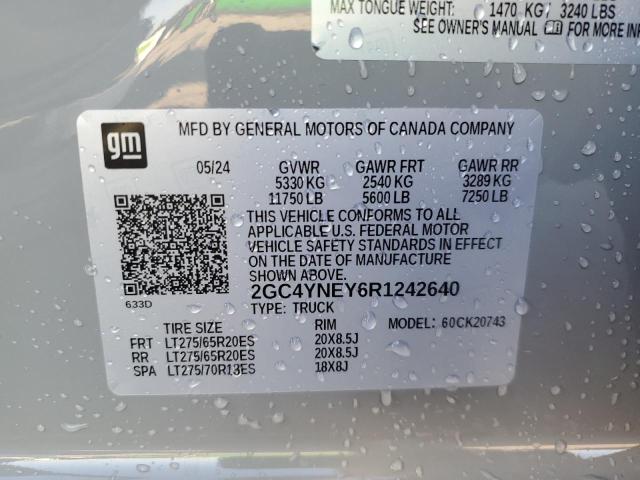 MAX TONGUE WEIGHT: 1470 KG/ 3240 LBS
SEE OWNER'S MANUAL FOR MORE
gm
MFD BY GENERAL MOTORS OF CANADA COMPANY
05/24 GVWR GAWR FRT GAWR RR
5330 KG 2540 KG 3289 KG
11750 LB 5600 LB 7250 LB
THIS VEHICLE CONFORMS TO ALL
APPLICABLE U.S. FEDERAL MOTOR
VEHICLE SAFETY STANDARDS IN EFFECT
ON THE DATE OF MANUFACTURE
SHOWN ABOVE.
633D
2GC4YNEY6R1242640
TYPE: TRUCK MODEL: 60CK20743
TIRE SIZE RIM
FRT LT275/65R20ES 20X8.5J
RR LT275/65R20ES 20X8.5J
SPA LT275/70R18ES 18X8J